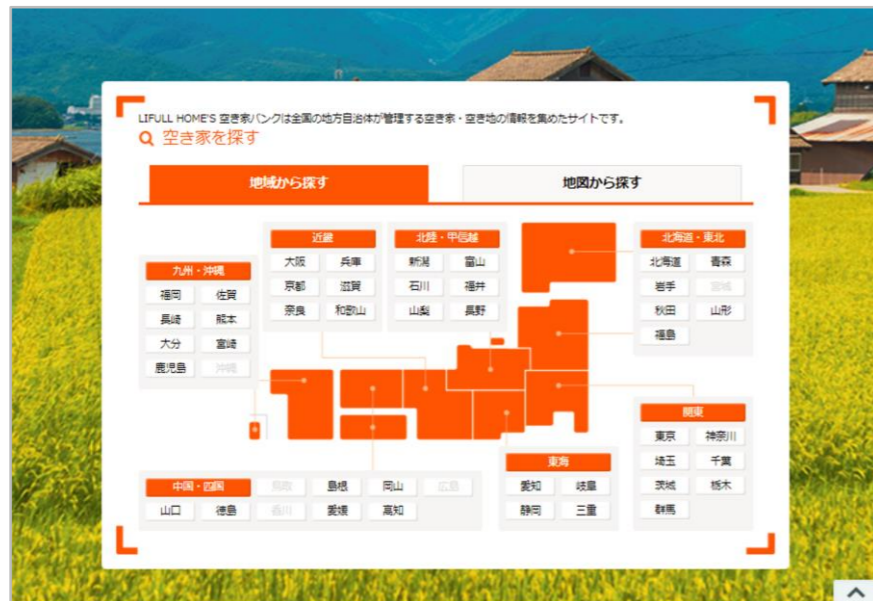 LIFULL HOME'S 空き家バンクは全国の地方自治体が管理する空き家・空き地の情報を集めたサイトです。
空き家を探す
地域から探す
地図から探す
近畿
大阪 兵庫
京都 滋賀
奈良 和歌山
北陸・甲信越
新潟 富山
石川 福井
山梨 長野
北海道・東北
北海道 青森
岩手 宮城
秋田 山形
福島
九州・沖縄
福岡 佐賀
長崎 熊本
大分 宮崎
鹿児島 沖縄
関東
東京 神奈川
埼玉 千葉
茨城 栃木
群馬
東海
愛知 岐阜
静岡 三重
中国・四国 鳥取 島根 岡山 広島
山口 徳島 香川 愛媛 高知